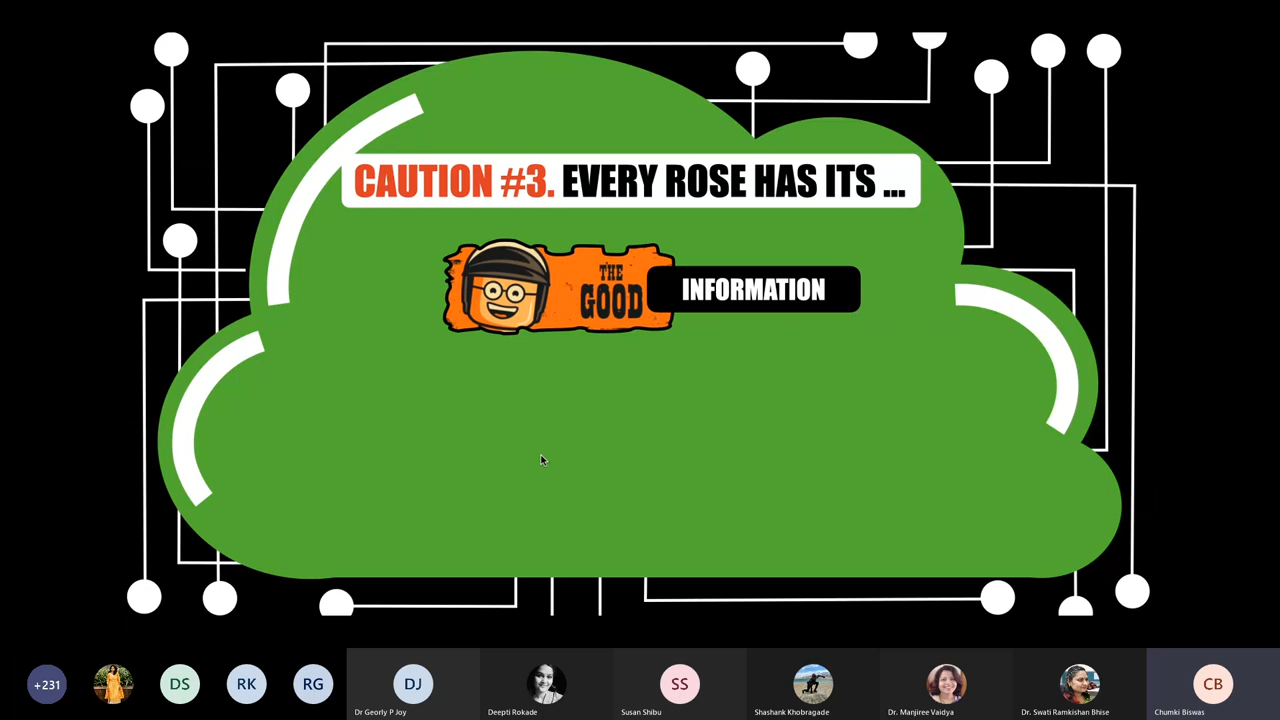 CAUTION #3. EVERY ROSE HAS ITS ...
THE
GOOD
INFORMATION
+231
DS
RK
RG
DJ
SS
CB
Dr Georly P Joy
Deepti Rokade
Susan Shibu
Shashank Khobragade
Dr. Manjiree Vaidya
Dr. Swati Ramkishan Bhise
Chumki Biswas